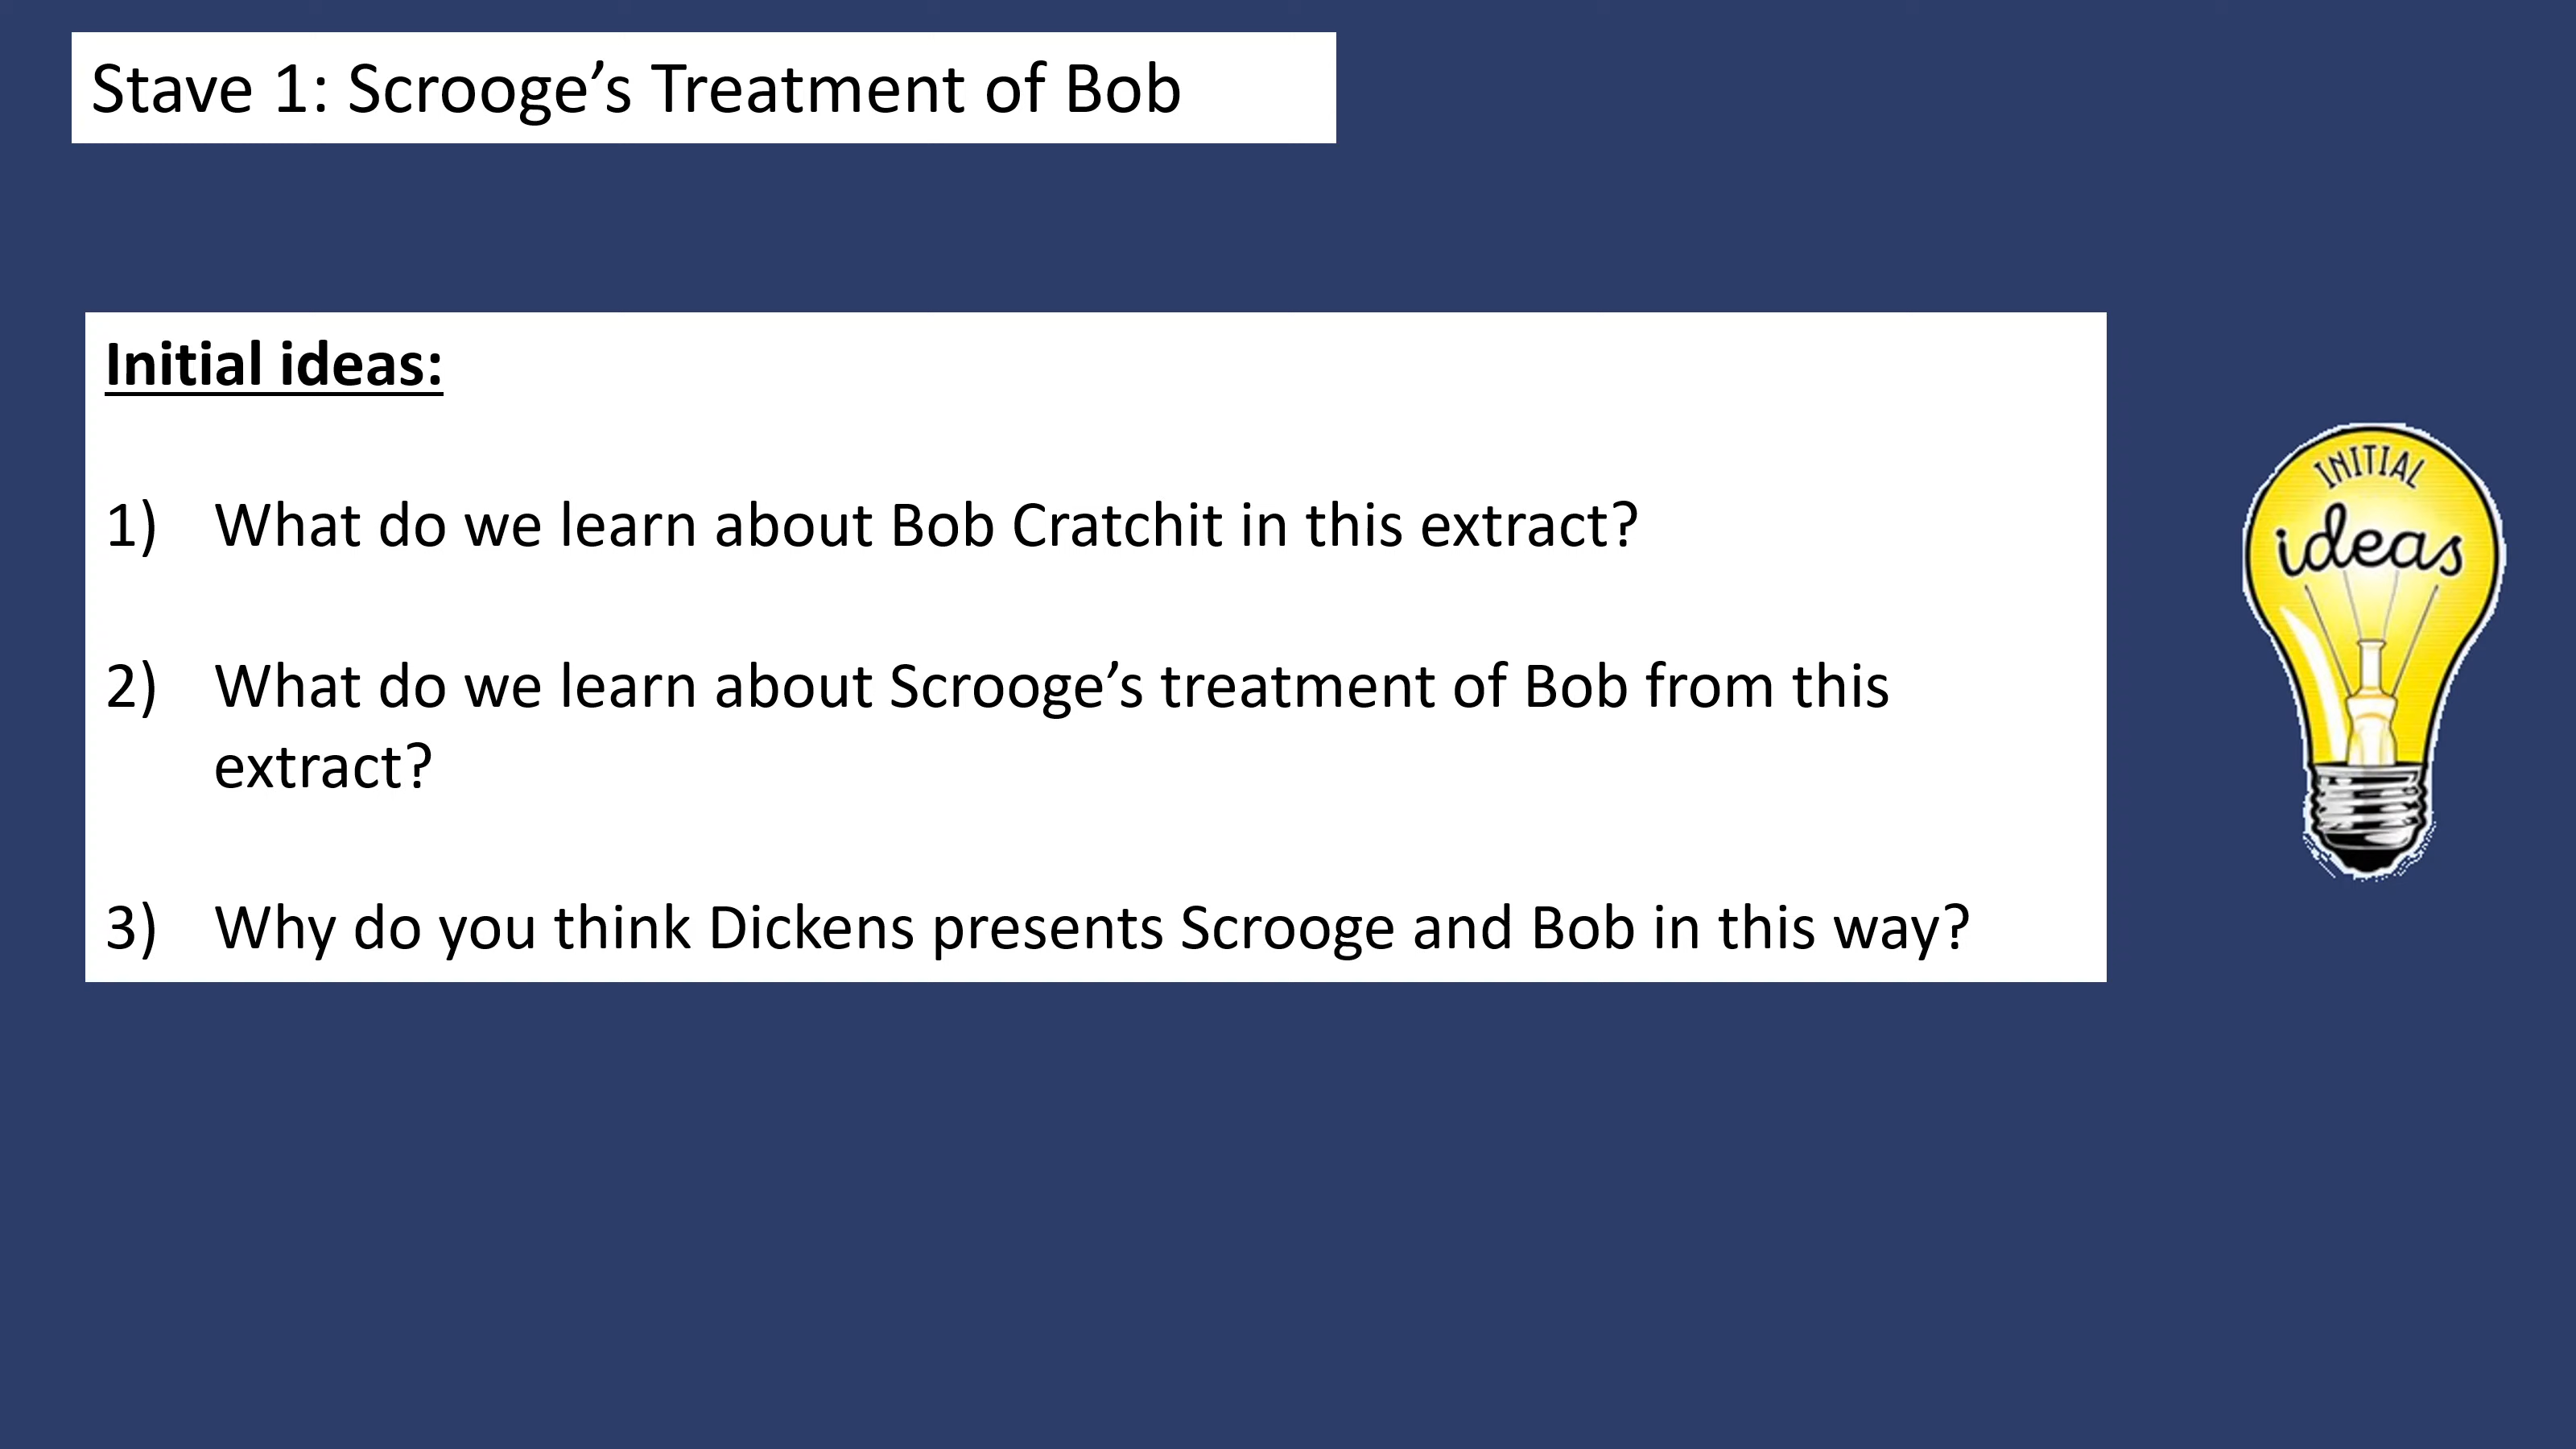 Stave 1: Scrooge’s Treatment of Bob
Initial ideas:
1) What do we learn about Bob Cratchit in this extract?
2) What do we learn about Scrooge’s treatment of Bob from this
extract?
3) Why do you think Dickens presents Scrooge and Bob in this way?
INITIAL
ideas